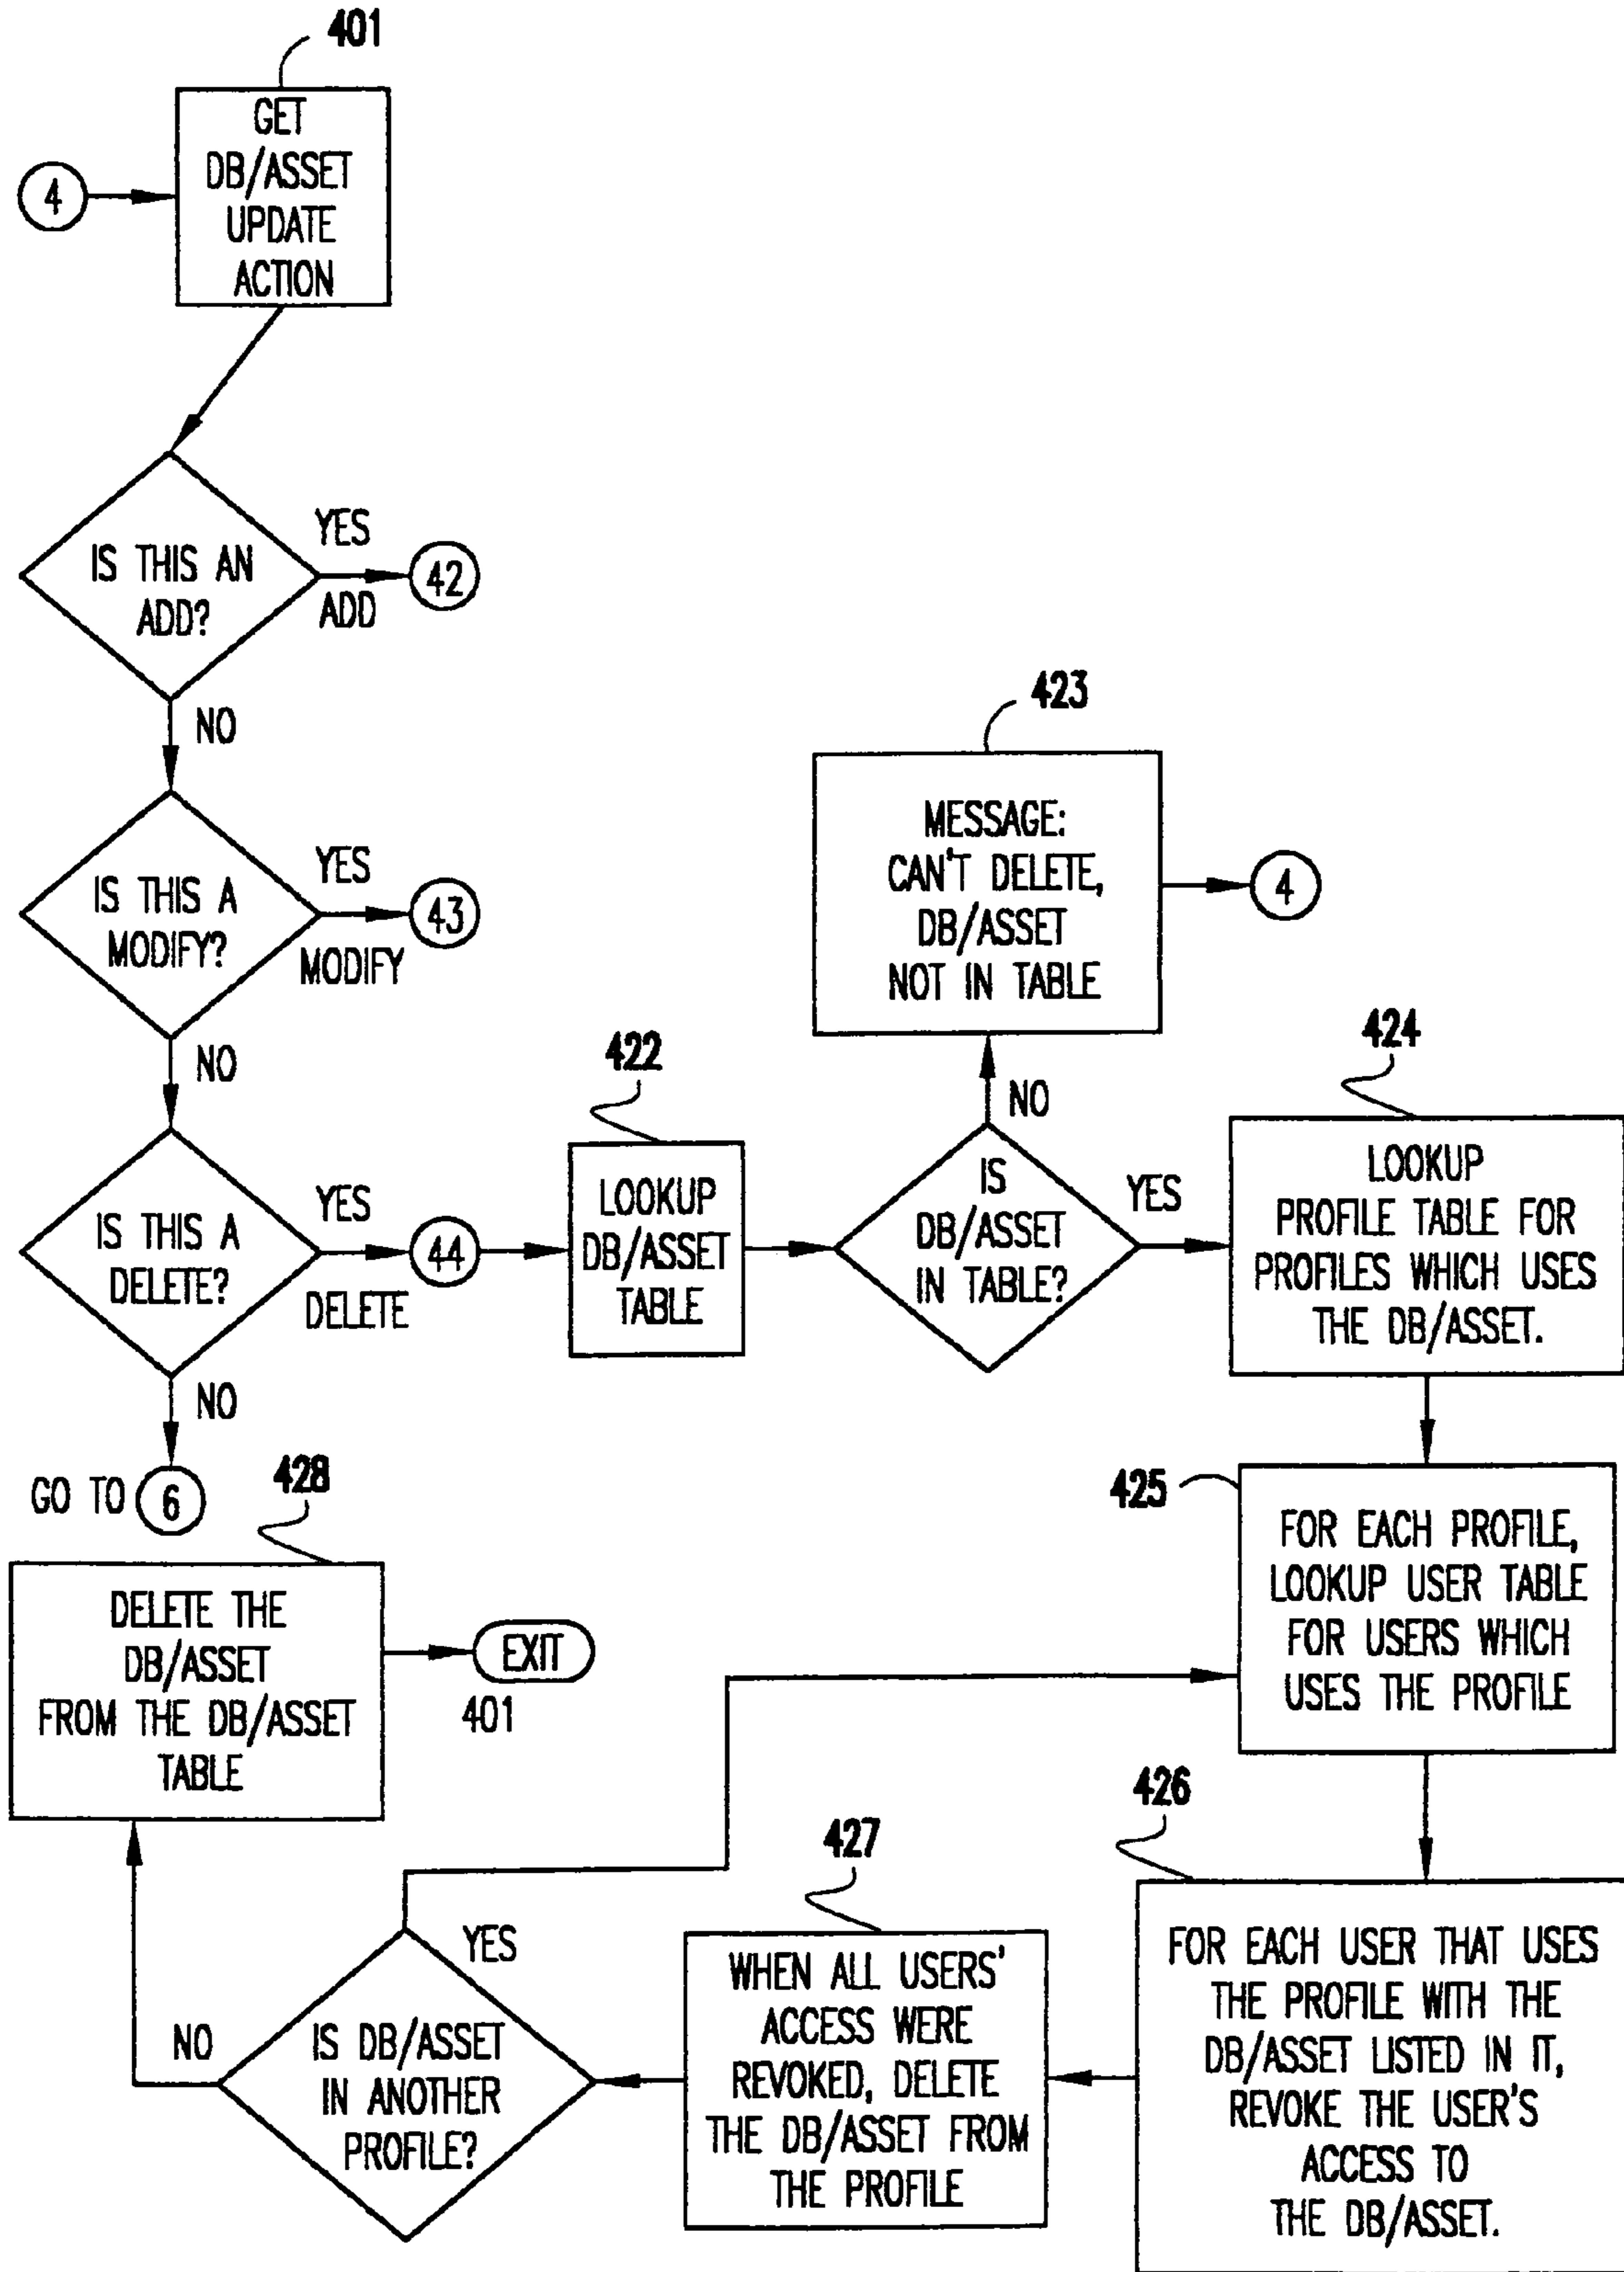 401
GET
DB/ASSET
UPDATE
ACTION
4
IS THIS AN
ADD?
YES
ADD
42
NO
IS THIS A
MODIFY?
YES
MODIFY
43
NO
IS THIS A
DELETE?
YES
DELETE
44
NO
GO TO
6
422
LOOKUP
DB/ASSET
TABLE
IS
DB/ASSET
IN TABLE?
NO
423
MESSAGE:
CAN'T DELETE,
DB/ASSET
NOT IN TABLE
4
YES
424
LOOKUP
PROFILE TABLE FOR
PROFILES WHICH USES
THE DB/ASSET.
425
FOR EACH PROFILE,
LOOKUP USER TABLE
FOR USERS WHICH
USES THE PROFILE
426
FOR EACH USER THAT USES
THE PROFILE WITH THE
DB/ASSET LISTED IN IT,
REVOKE THE USER'S
ACCESS TO
THE DB/ASSET.
427
WHEN ALL USERS'
ACCESS WERE
REVOKED, DELETE
THE DB/ASSET FROM
THE PROFILE
IS DB/ASSET
IN ANOTHER
PROFILE?
YES
NO
428
DELETE THE
DB/ASSET
FROM THE DB/ASSET
TABLE
EXIT
401